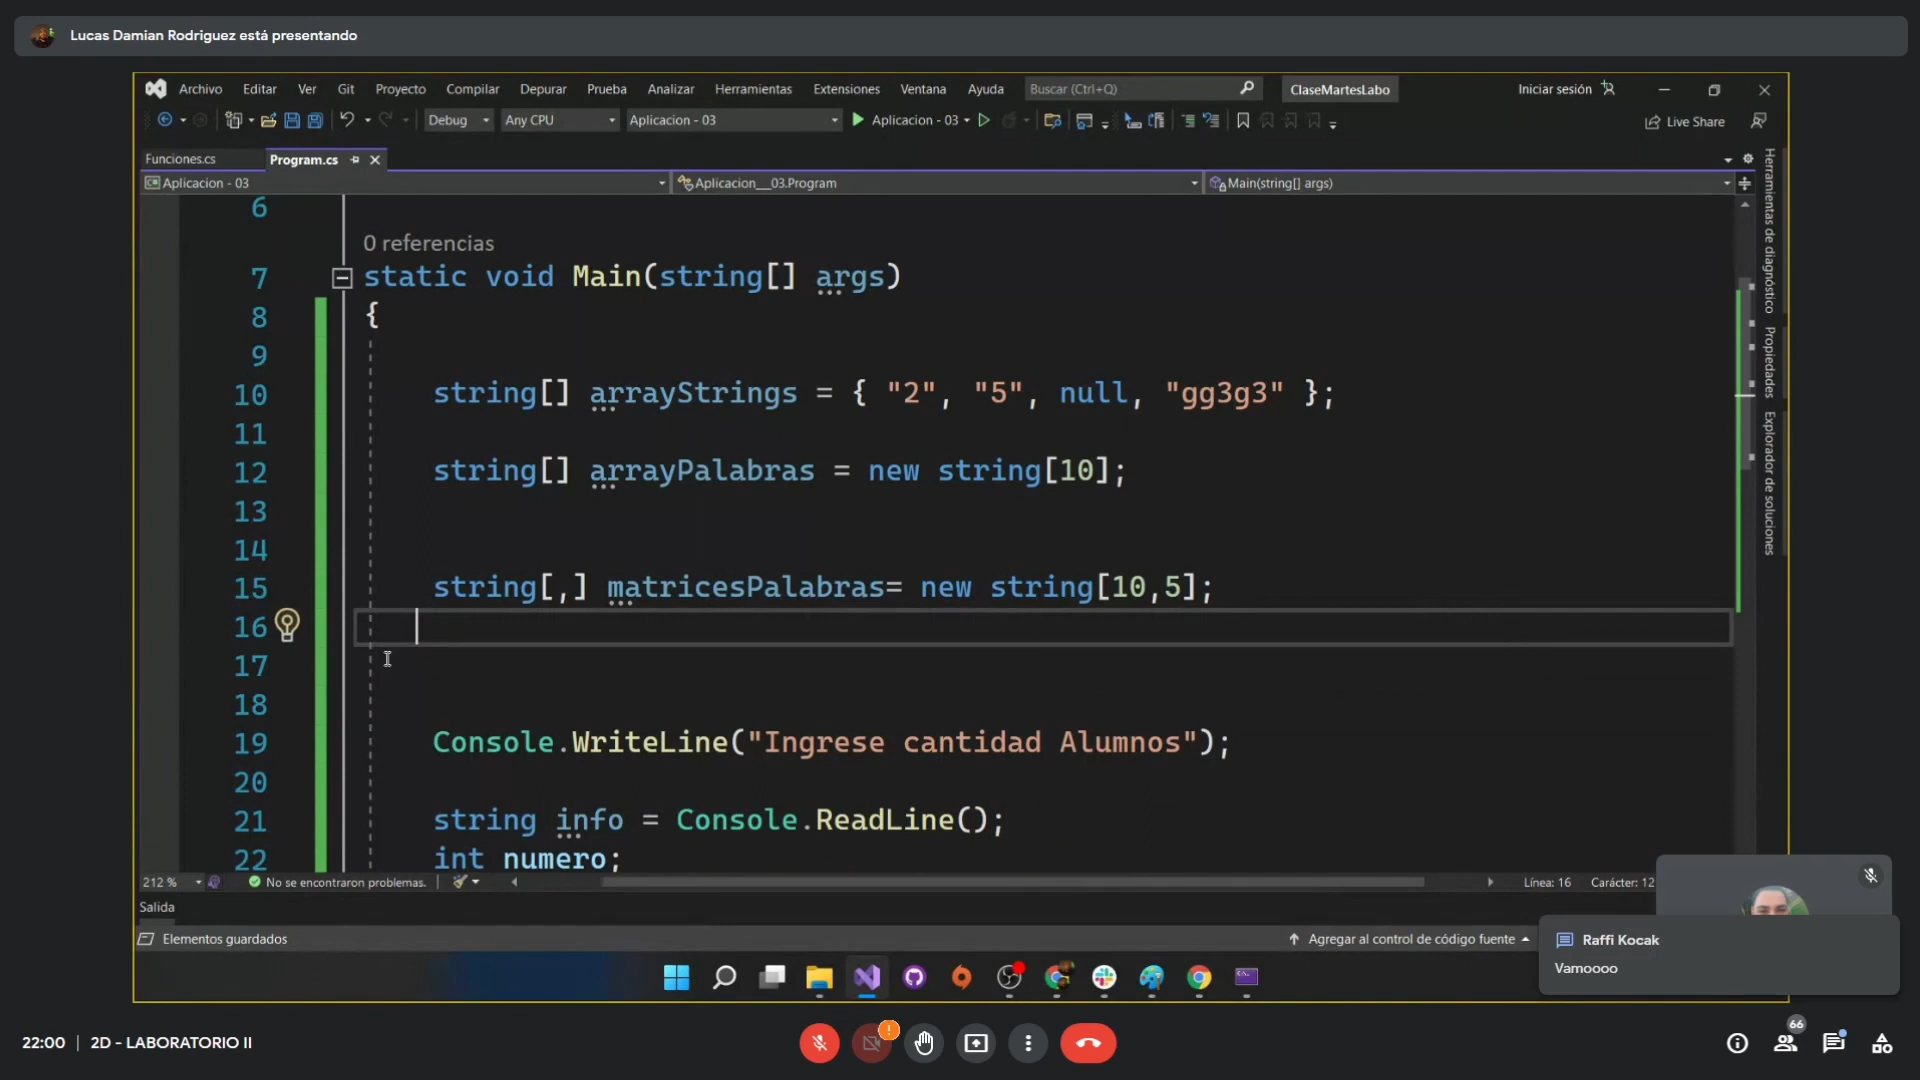 Lucas Damian Rodriguez está presentando
Archivo Editar Ver Git Proyecto Compilar Depurar Prueba Analizar Herramientas Extensiones Ventana Ayuda Buscar (Ctrl+Q) ClaseMartesLabo Iniciar sesión
Debug Any CPU Aplicacion - 03 Aplicacion - 03 Live Share
Funciones.cs Program.cs
Aplicacion - 03 Aplicacion__03.Program Main(string[] args)
6
0 referencias
7 static void Main(string[] args)
8 {
9
10 string[] arrayStrings = { "2", "5", null, "gg3g3" };
11
12 string[] arrayPalabras = new string[10];
13
14
15 string[,] matricesPalabras= new string[10,5];
16
17
18
19 Console.WriteLine("Ingrese cantidad Alumnos");
20
21 string info = Console.ReadLine();
22 int numero;
Herramientas de diagnóstico
Propiedades
Explorador de soluciones
212 % No se encontraron problemas. Línea: 16 Carácter: 12
Salida
Elementos guardados Agregar al control de código fuente
Raffi Kocak
Vamoooo
22:00 | 2D - LABORATORIO II
66